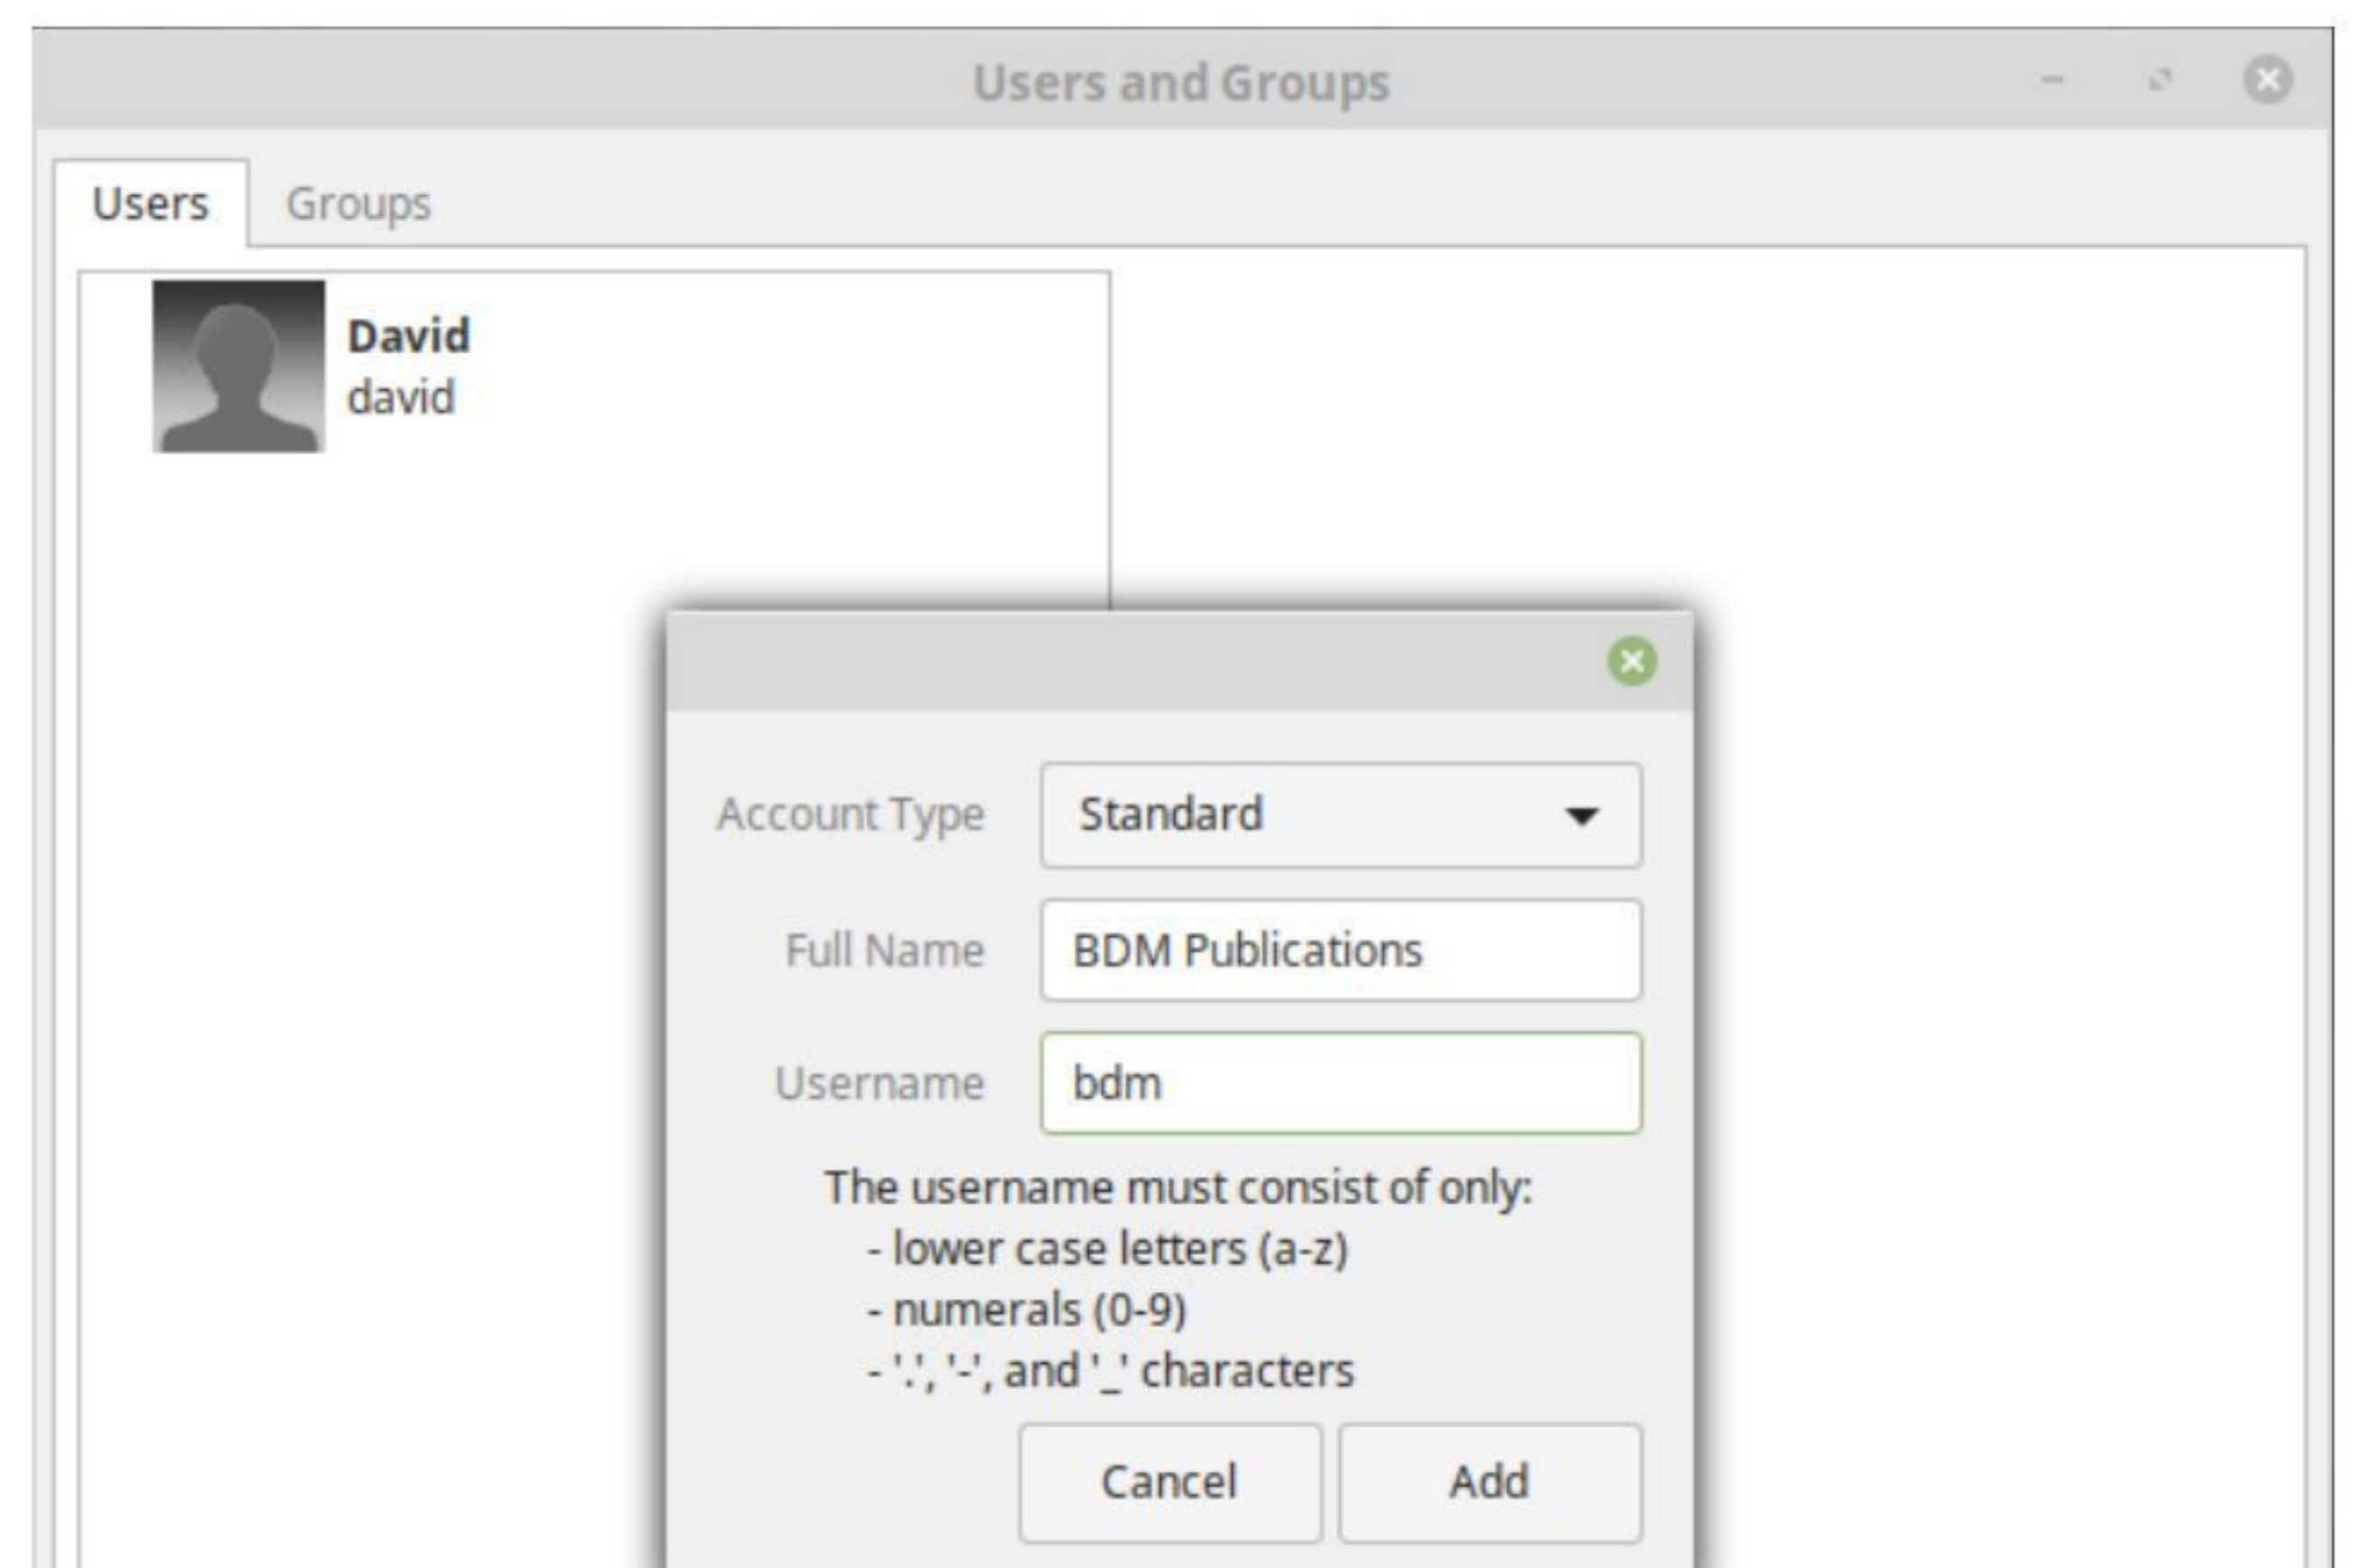 Users and Groups
Users Groups
David
david
Account Type Standard
Full Name BDM Publications
Username bdm
The username must consist of only:
- lower case letters (a-z)
- numerals (0-9)
- '.', '-', and '_' characters
Cancel Add